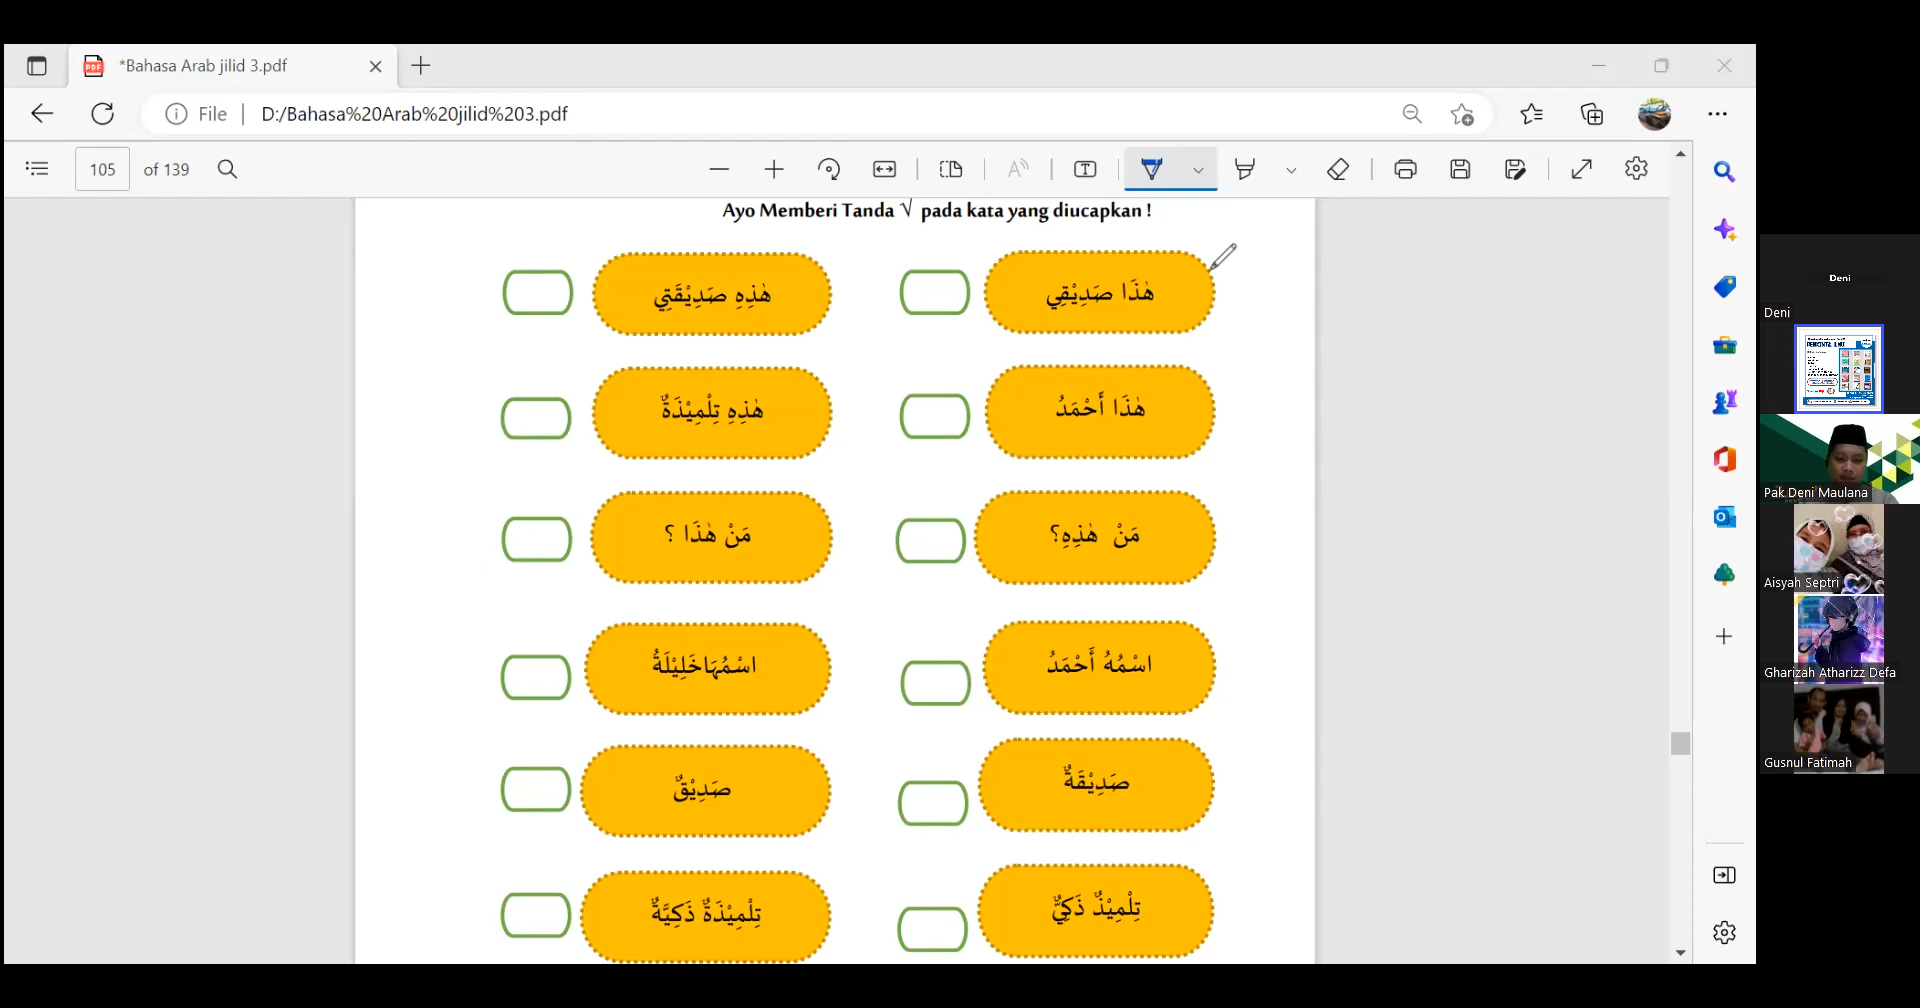 *Bahasa Arab jilid 3.pdf
File
D:/Bahasa%20Arab%20jilid%203.pdf
105 of 139
Ayo Memberi Tanda √ pada kata yang diucapkan !
هٰذَا صَدِيْقِي
هٰذِهِ صَدِيْقَتِي
هٰذَا أَحْمَدُ
هٰذِهِ تِلْمِيْذَةٌ
مَنْ هٰذِهِ؟
مَنْ هٰذَا ؟
اسْمُهُ أَحْمَدُ
اسْمُهَاخَلِيْلَةُ
صَدِيْقَةٌ
صَدِيْقٌ
تِلْمِيْذٌ ذَكِيٌّ
تِلْمِيْذَةٌ ذَكِيَّةٌ
Deni
Deni
Pak Deni Maulana
Aisyah Septri
Gharizah Atharizz Defa
Gusnul Fatimah